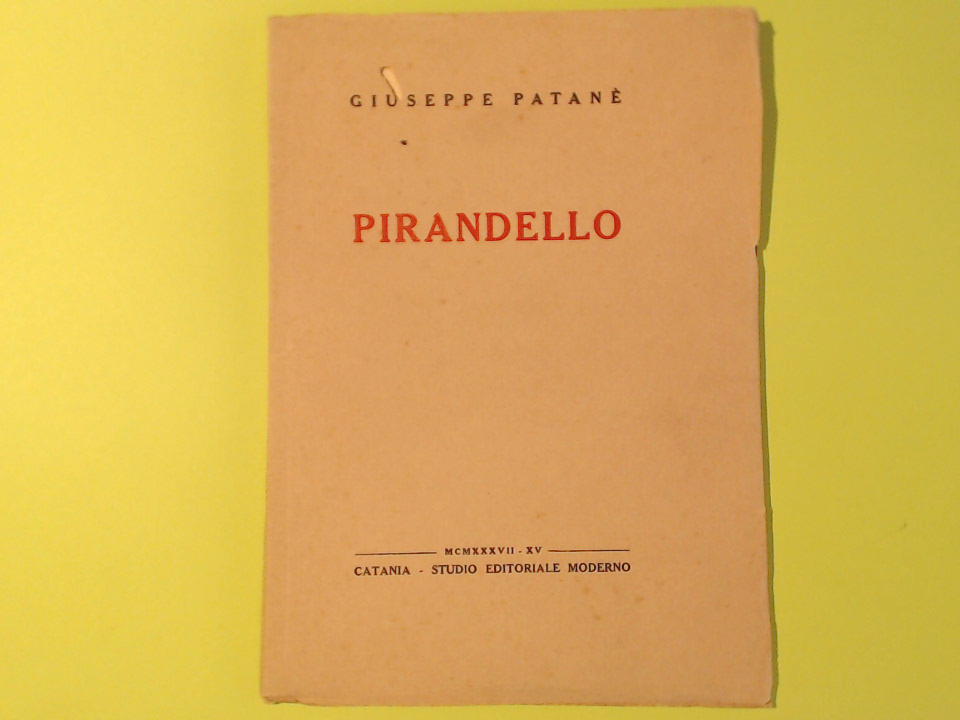 GIUSEPPE PATANÈ
PIRANDELLO
MCMXXXVII - XV
CATANIA - STUDIO EDITORIALE MODERNO